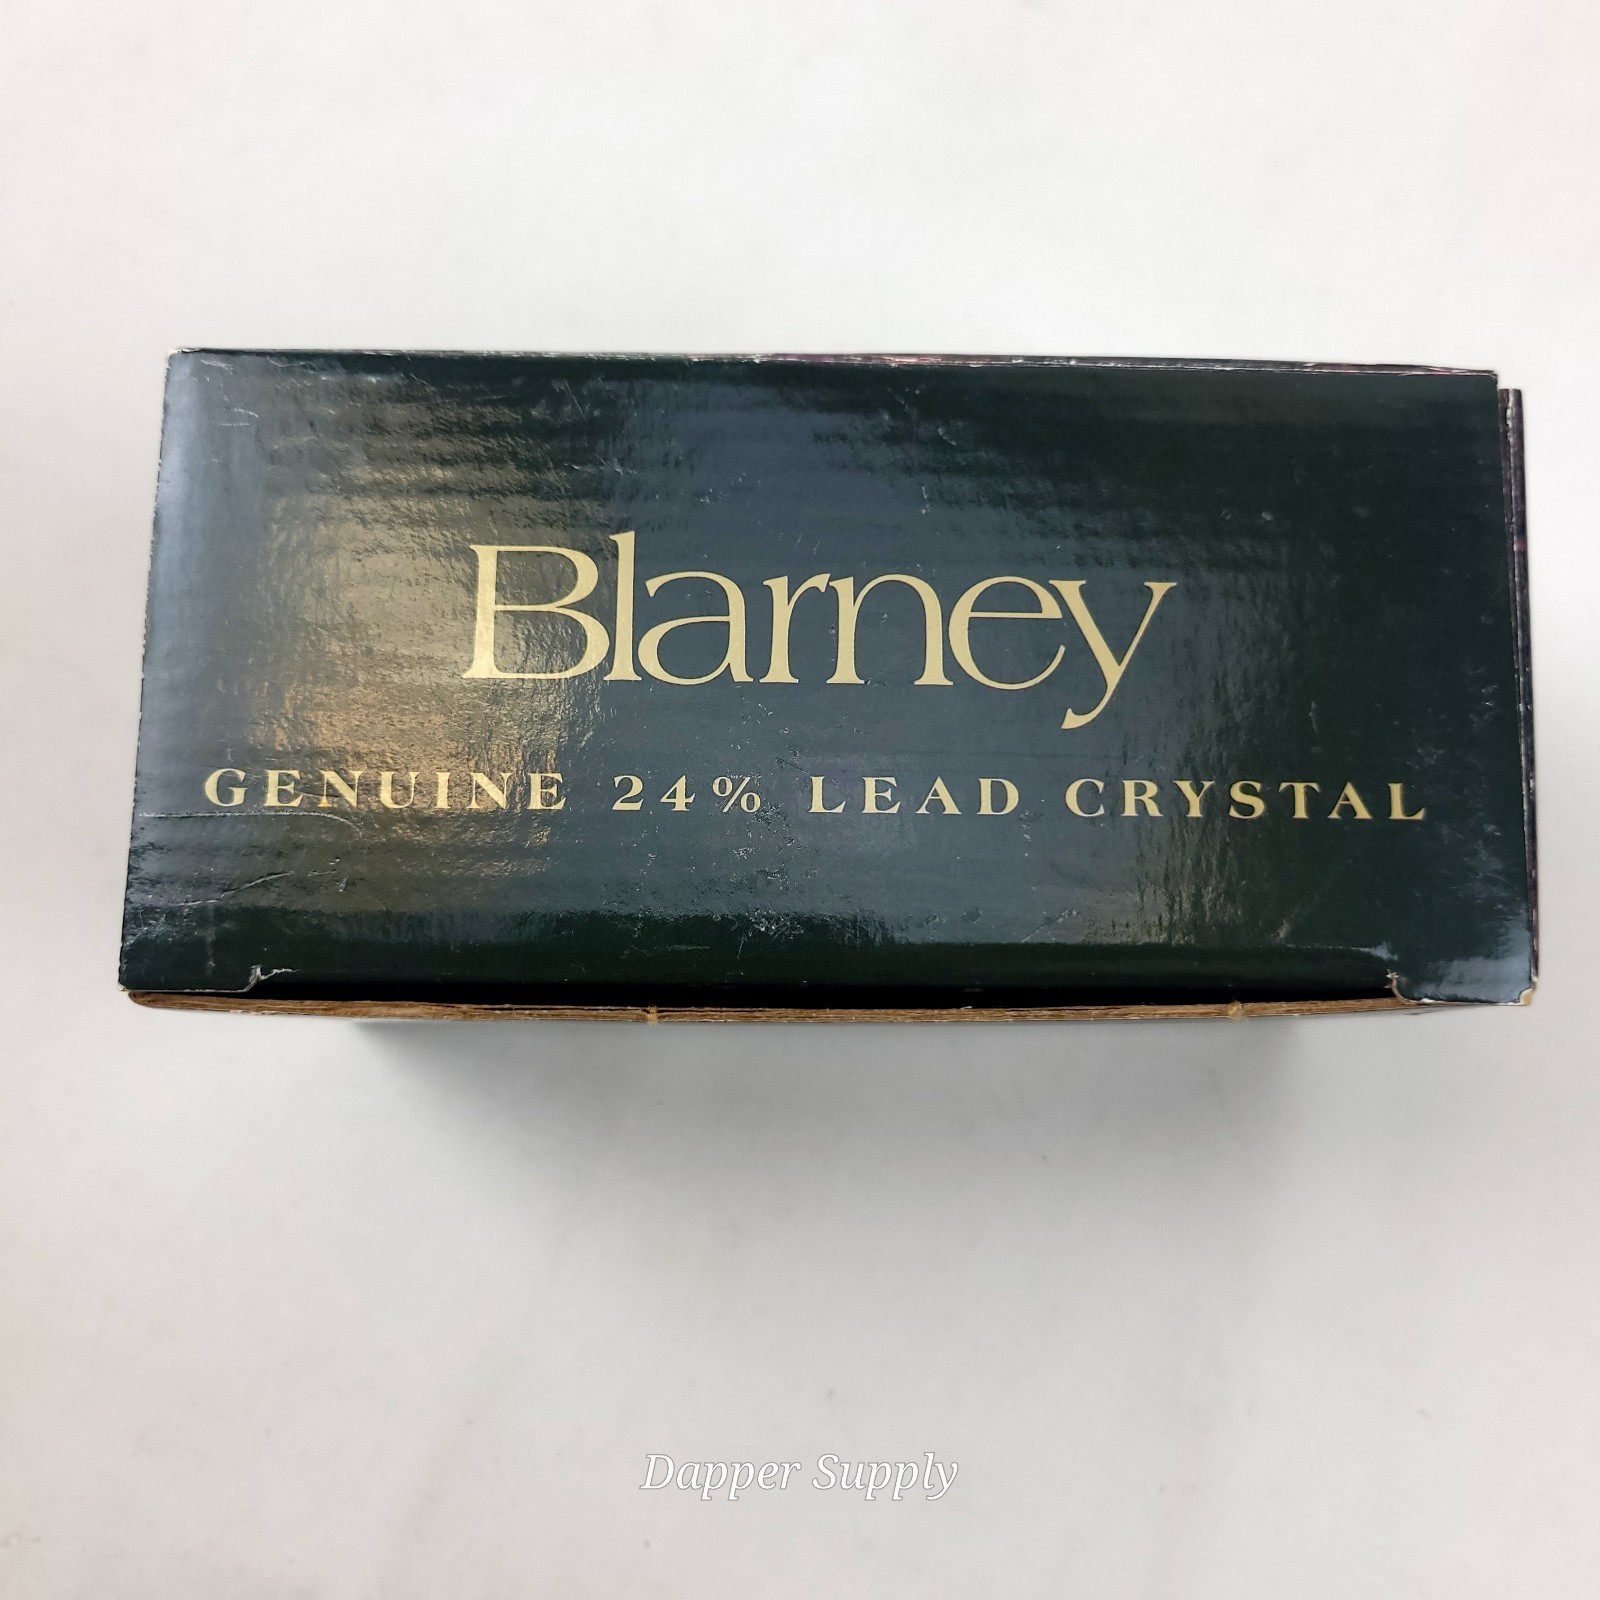 Blarney
GENUINE 24% LEAD CRYSTAL
Dapper Supply